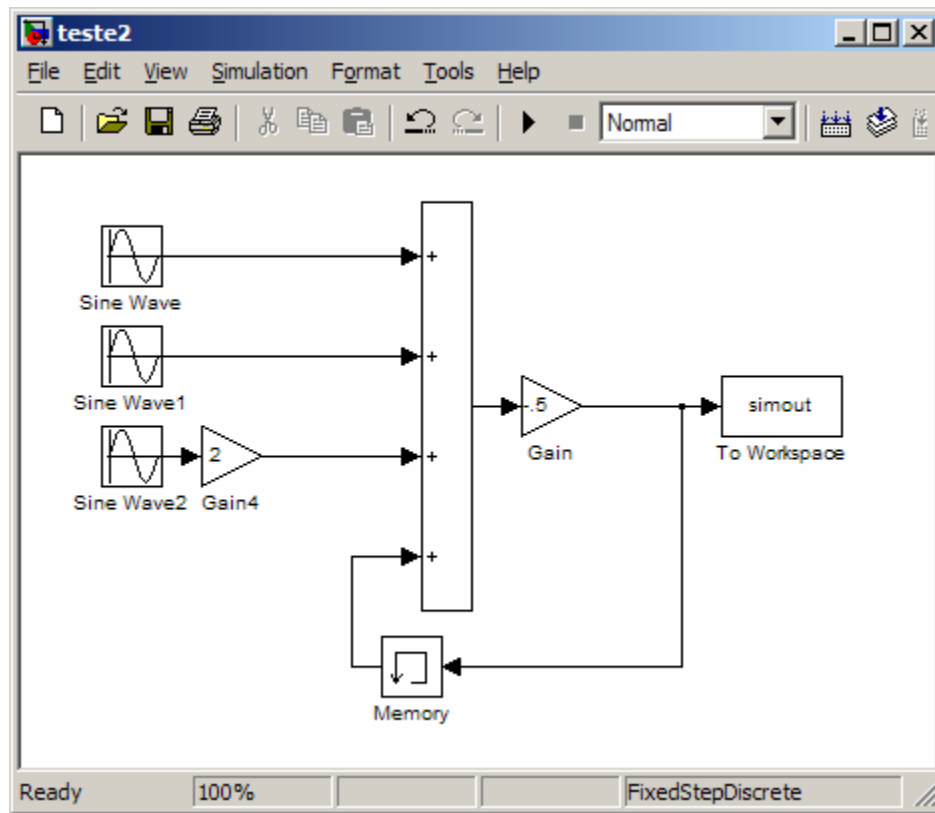 teste2
File Edit View Simulation Format Tools Help
Normal
+
Sine Wave
+
Sine Wave1
-.5
simout
Gain
To Workspace
2
+
Sine Wave2 Gain4
+
Memory
Ready 100% FixedStepDiscrete